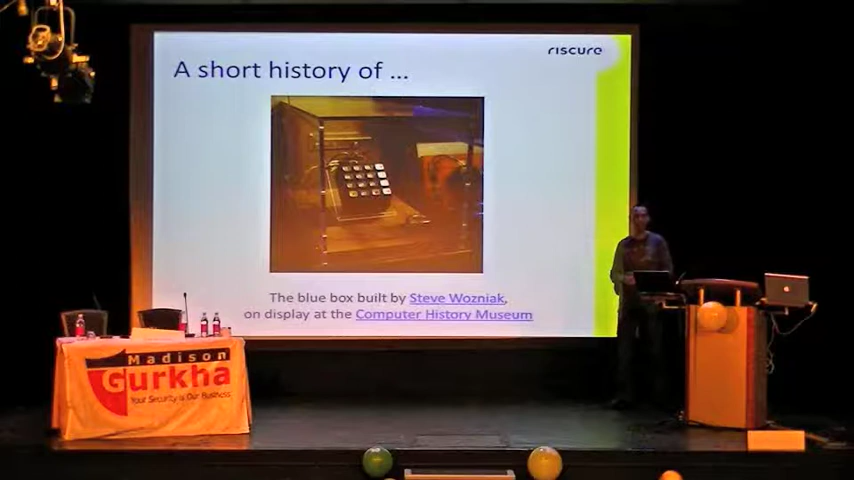 riscure
A short history of ...
The blue box built by Steve Wozniak,
on display at the Computer History Museum
Madison
Gurkha
Your Security is Our Business